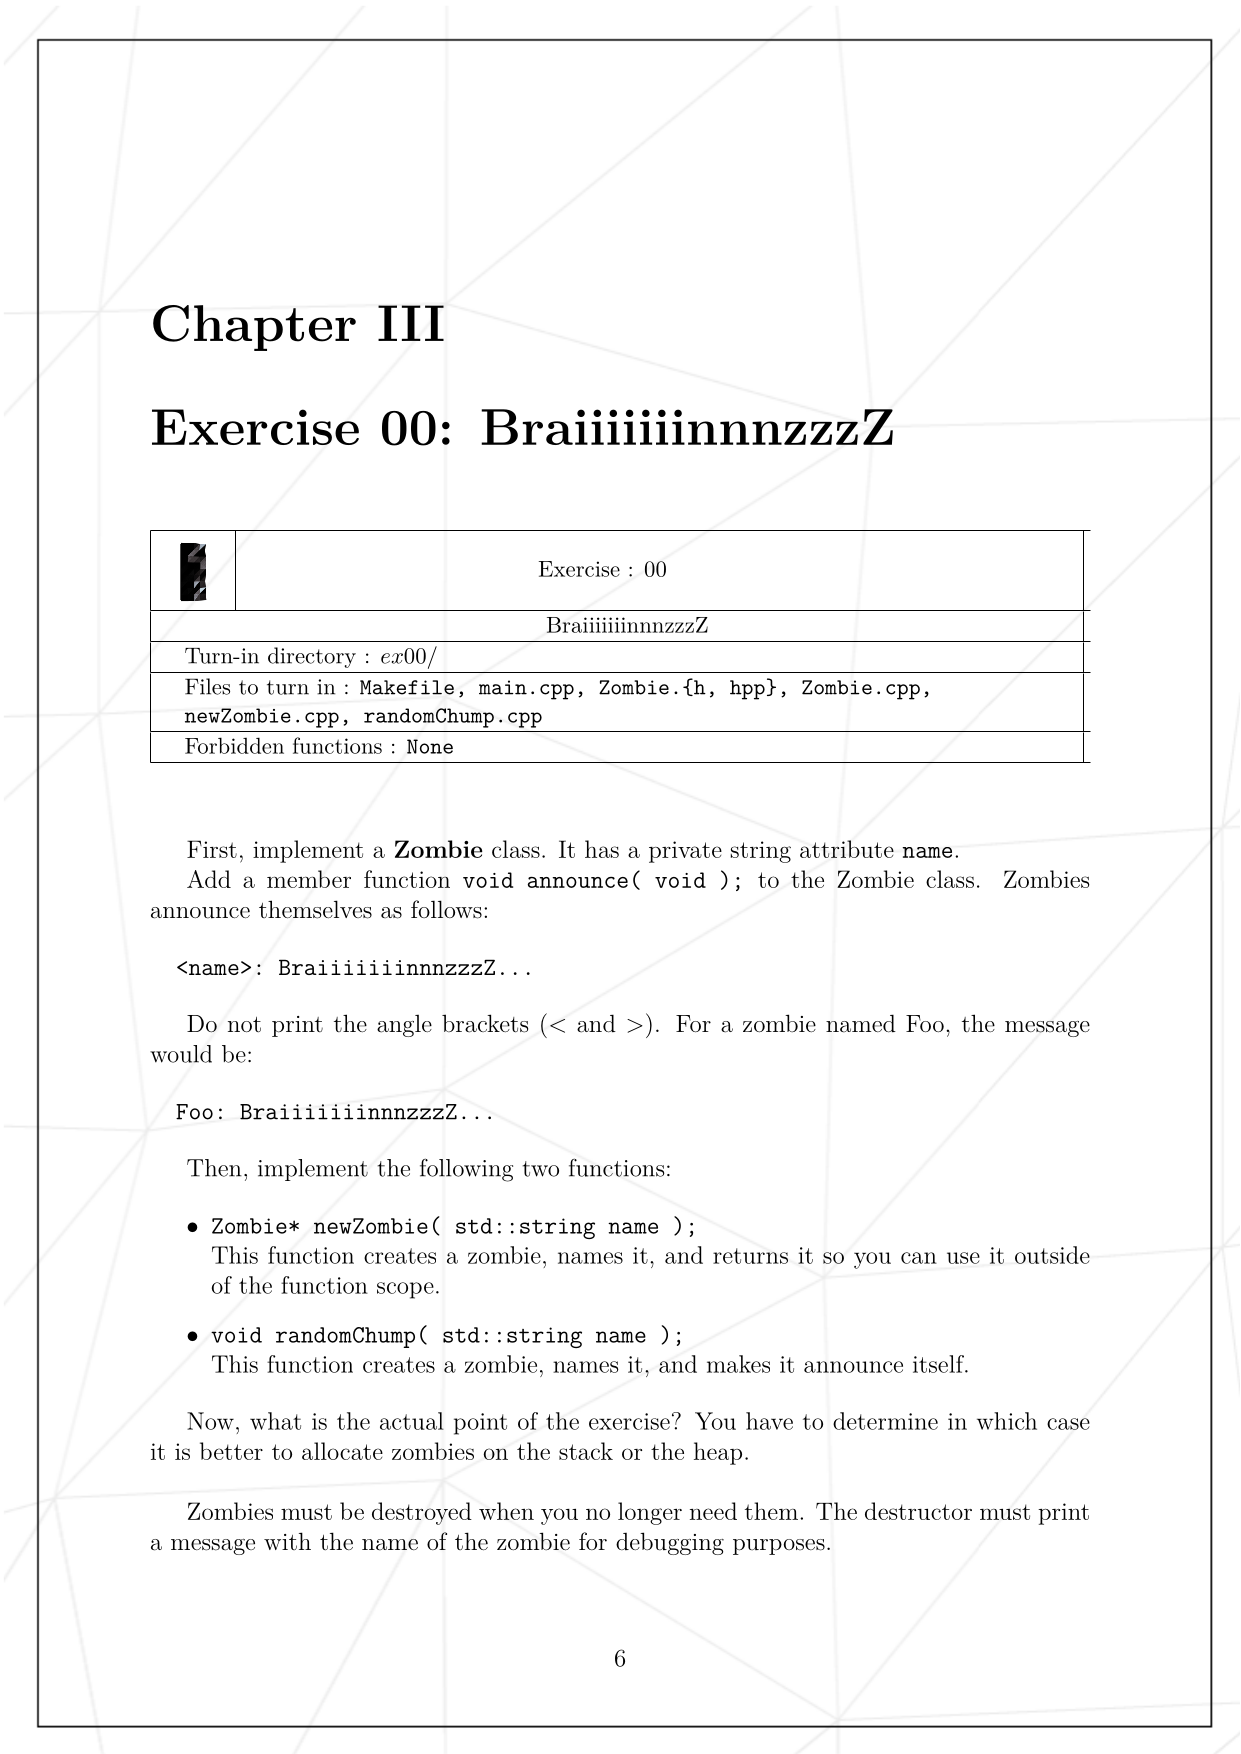 Chapter III
Exercise 00: BraiiiiiiinnnzzzZ
Exercise : 00
BraiiiiiiinnnzzzZ
Turn-in directory : ex00/
Files to turn in : Makefile, main.cpp, Zombie.{h, hpp}, Zombie.cpp,
newZombie.cpp, randomChump.cpp
Forbidden functions : None
First, implement a Zombie class. It has a private string attribute name.
Add a member function void announce( void ); to the Zombie class. Zombies
announce themselves as follows:
<name>: BraiiiiiiinnnzzzZ...
Do not print the angle brackets (< and >). For a zombie named Foo, the message
would be:
Foo: BraiiiiiiinnnzzzZ...
Then, implement the following two functions:
• Zombie* newZombie( std::string name );
This function creates a zombie, names it, and returns it so you can use it outside
of the function scope.
• void randomChump( std::string name );
This function creates a zombie, names it, and makes it announce itself.
Now, what is the actual point of the exercise? You have to determine in which case
it is better to allocate zombies on the stack or the heap.
Zombies must be destroyed when you no longer need them. The destructor must print
a message with the name of the zombie for debugging purposes.
6